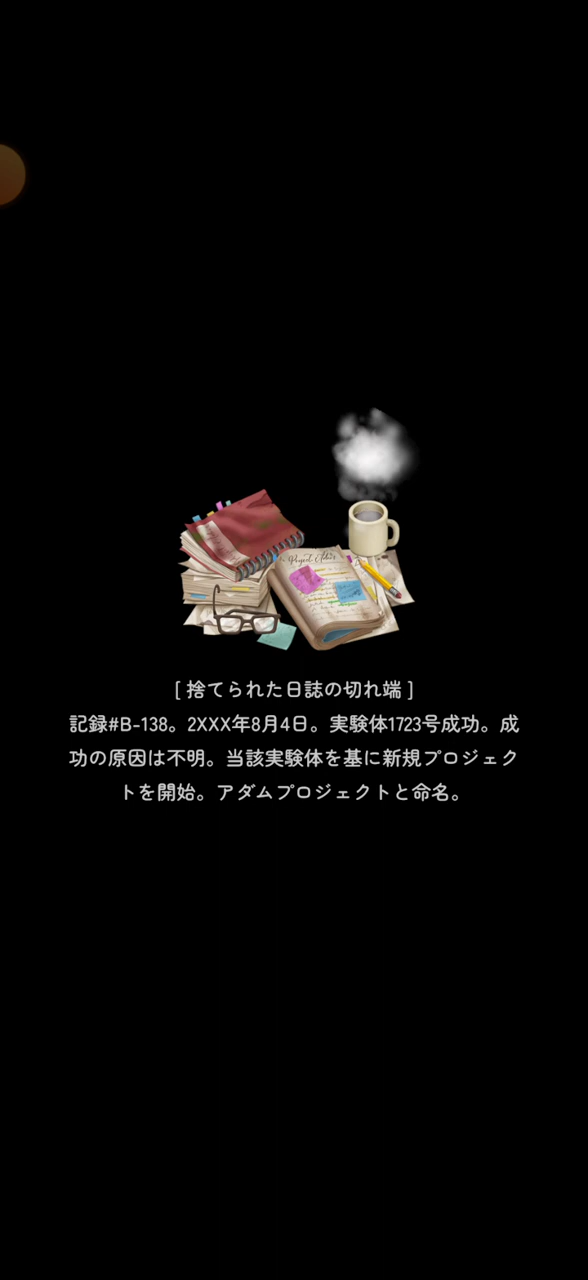 Project Adam
[ 捨てられた日誌の切れ端 ]
記録#B-138。2XXX年8月4日。実験体1723号成功。成
功の原因は不明。当該実験体を基に新規プロジェク
トを開始。アダムプロジェクトと命名。